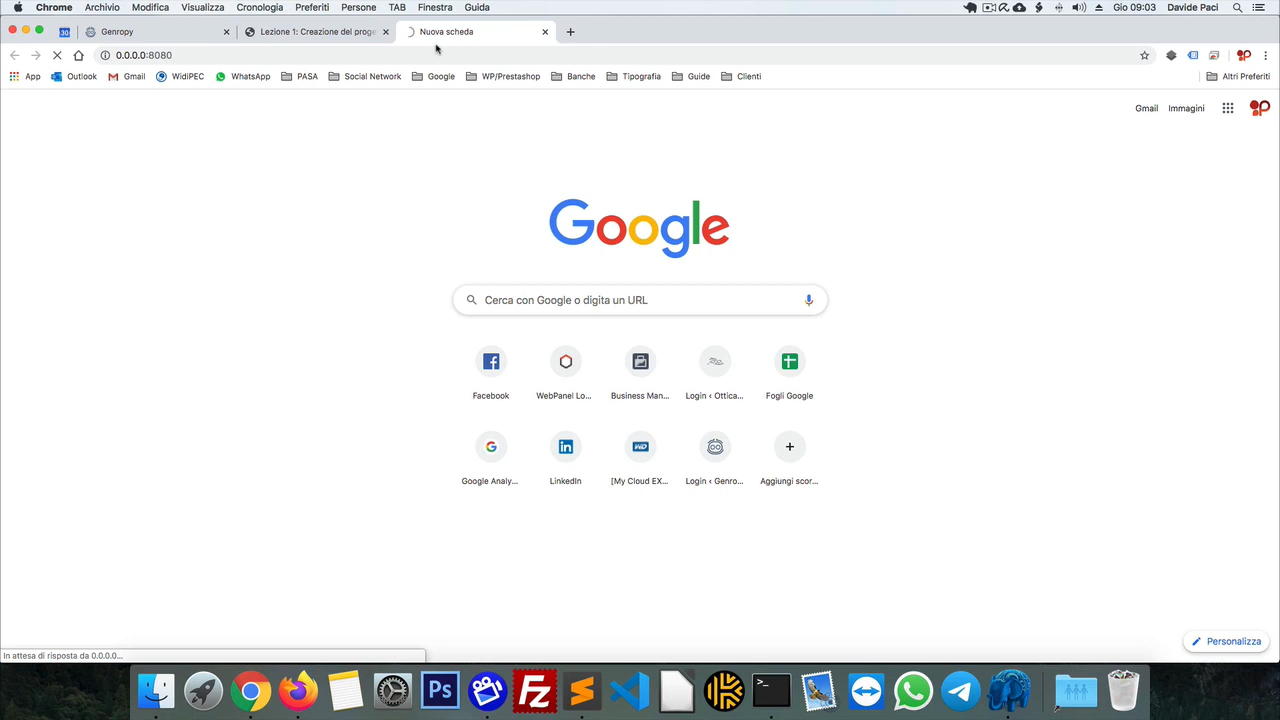 Chrome Archivio Modifica Visualizza Cronologia Preferiti Persone TAB Finestra Guida Gio 09:03 Davide Paci
30 Genropy Lezione 1: Creazione del proge Nuova scheda
0.0.0.0:8080
App Outlook Gmail WidiPEC WhatsApp PASA Social Network Google WP/Prestashop Banche Tipografia Guide Clienti Altri Preferiti
Gmail Immagini
Google
Cerca con Google o digita un URL
Facebook WebPanel Lo... Business Man... Login ‹ Ottica... Fogli Google
Google Analy... LinkedIn [My Cloud EX... Login ‹ Genro... Aggiungi scor...
Personalizza
In attesa di risposta da 0.0.0.0...